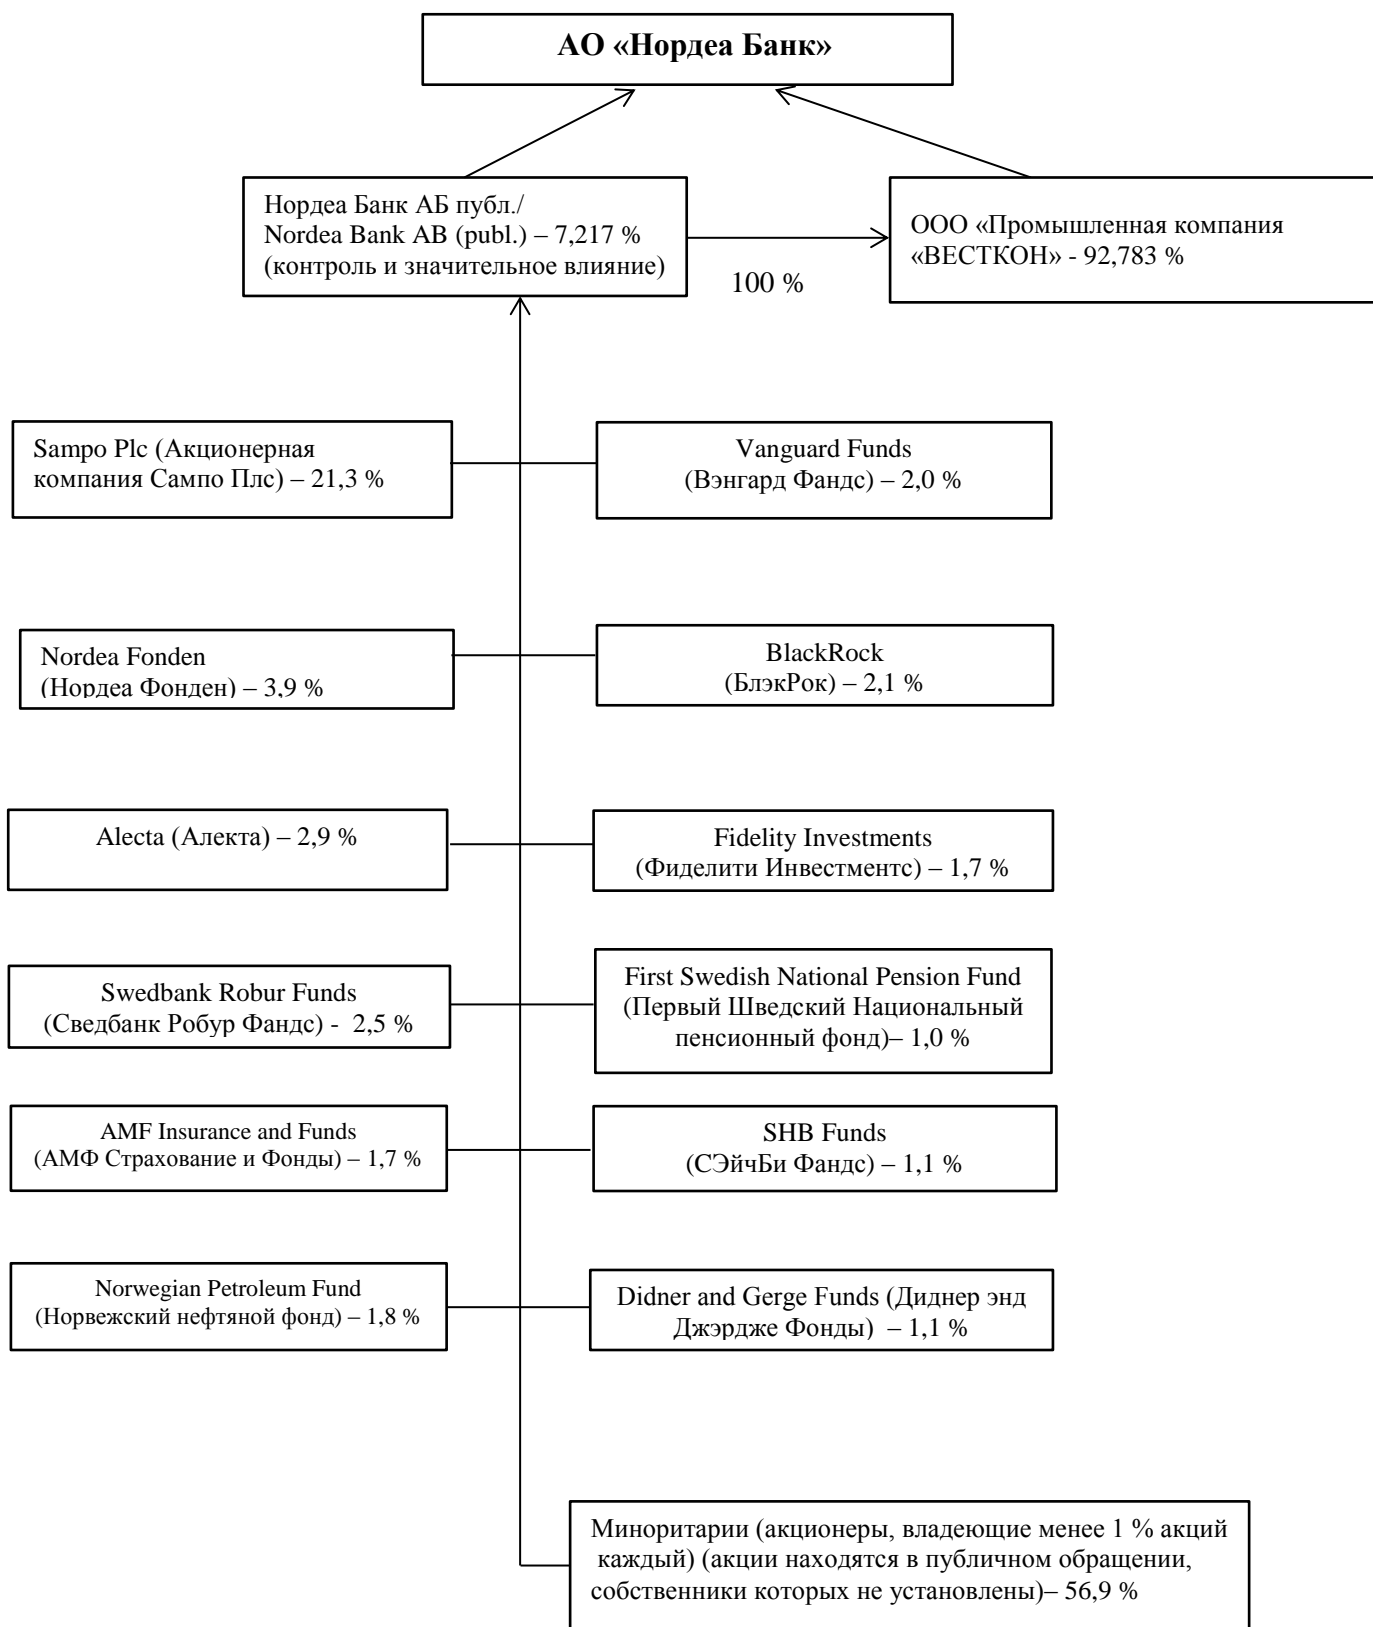 АО «Нордеа Банк»
Нордеа Банк АБ публ./
Nordea Bank AB (publ.) – 7,217 %
(контроль и значительное влияние)
100 %
ООО «Промышленная компания
«ВЕСТКОН» - 92,783 %
Sampo Plc (Акционерная
компания Сампо Плс) – 21,3 %
Vanguard Funds
(Вэнгард Фандс) – 2,0 %
Nordea Fonden
(Нордеа Фонден) – 3,9 %
BlackRock
(БлэкРок) – 2,1 %
Alecta (Алекта) – 2,9 %
Fidelity Investments
(Фиделити Инвестментс) – 1,7 %
Swedbank Robur Funds
(Сведбанк Робур Фандс) - 2,5 %
First Swedish National Pension Fund
(Первый Шведский Национальный
пенсионный фонд)– 1,0 %
AMF Insurance and Funds
(АМФ Страхование и Фонды) – 1,7 %
SHB Funds
(СЭйчБи Фандс) – 1,1 %
Norwegian Petroleum Fund
(Норвежский нефтяной фонд) – 1,8 %
Didner and Gerge Funds (Диднер энд
Джэрдже Фонды) – 1,1 %
Миноритарии (акционеры, владеющие менее 1 % акций
каждый) (акции находятся в публичном обращении,
собственники которых не установлены)– 56,9 %